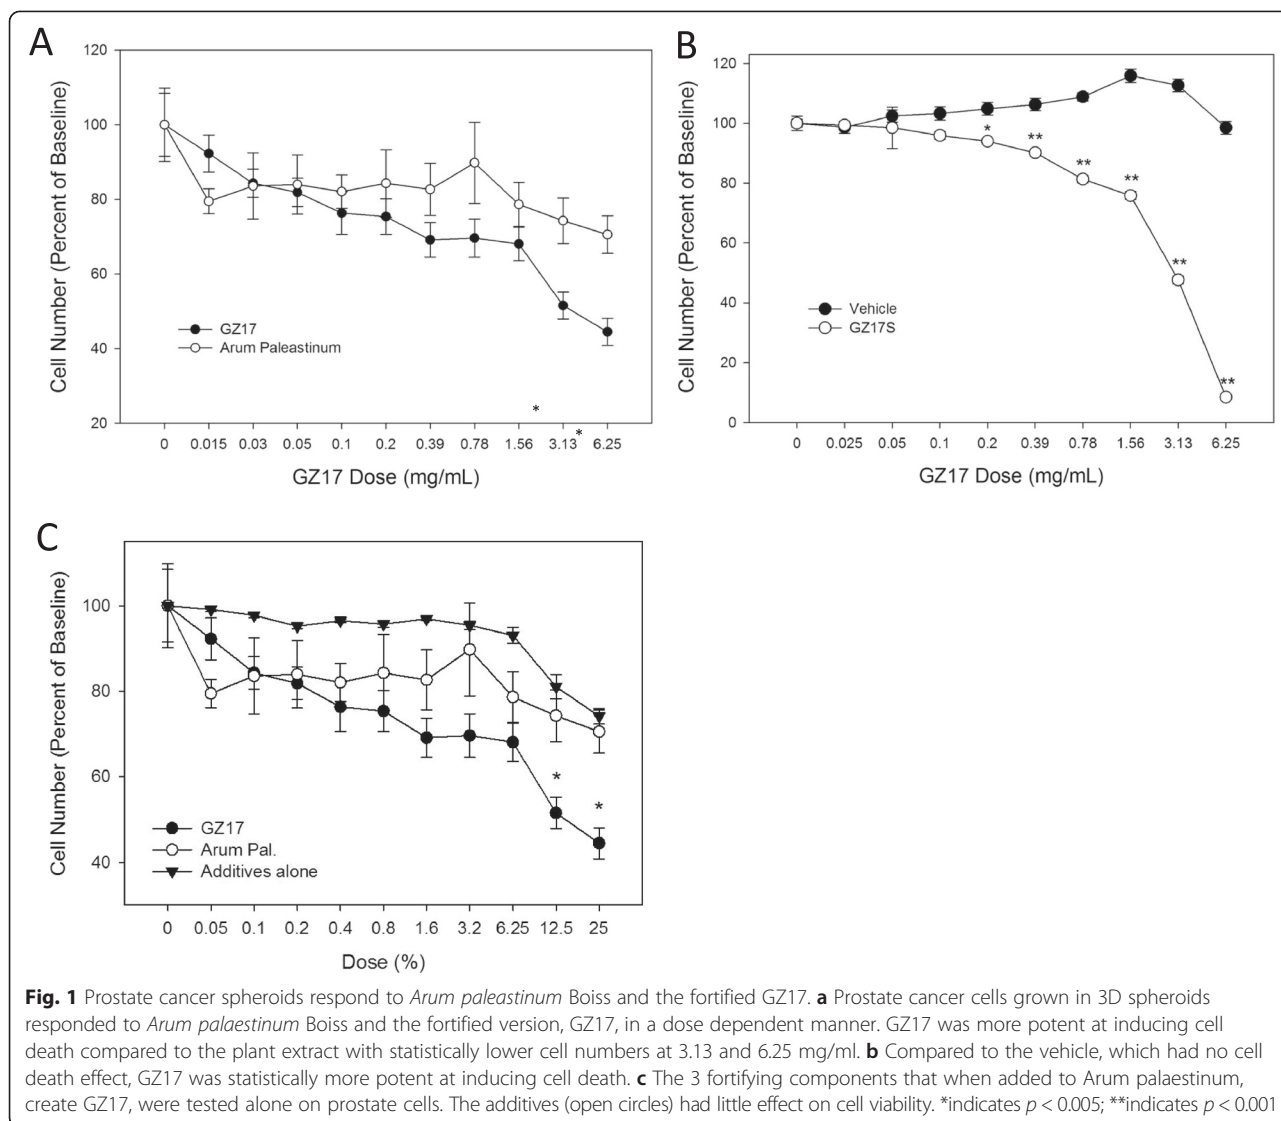 A
120
100
80
60
40
20
Cell Number (Percent of Baseline)
GZ17
Arum Paleastinum
*
*
0 0.015 0.03 0.05 0.1 0.2 0.39 0.78 1.56 3.13 6.25
GZ17 Dose (mg/mL)
B
120
100
80
60
40
20
0
Cell Number (Percent of Baseline)
*
**
**
**
**
**
Vehicle
GZ17S
0 0.025 0.05 0.1 0.2 0.39 0.78 1.56 3.13 6.25
GZ17 Dose (mg/mL)
C
100
80
60
40
Cell Number (Percent of Baseline)
*
*
GZ17
Arum Pal.
Additives alone
0 0.05 0.1 0.2 0.4 0.8 1.6 3.2 6.25 12.5 25
Dose (%)
Fig. 1 Prostate cancer spheroids respond to Arum paleastinum Boiss and the fortified GZ17. a Prostate cancer cells grown in 3D spheroids
responded to Arum palaestinum Boiss and the fortified version, GZ17, in a dose dependent manner. GZ17 was more potent at inducing cell
death compared to the plant extract with statistically lower cell numbers at 3.13 and 6.25 mg/ml. b Compared to the vehicle, which had no cell
death effect, GZ17 was statistically more potent at inducing cell death. c The 3 fortifying components that when added to Arum palaestinum,
create GZ17, were tested alone on prostate cells. The additives (open circles) had little effect on cell viability. *indicates p < 0.005; **indicates p < 0.001